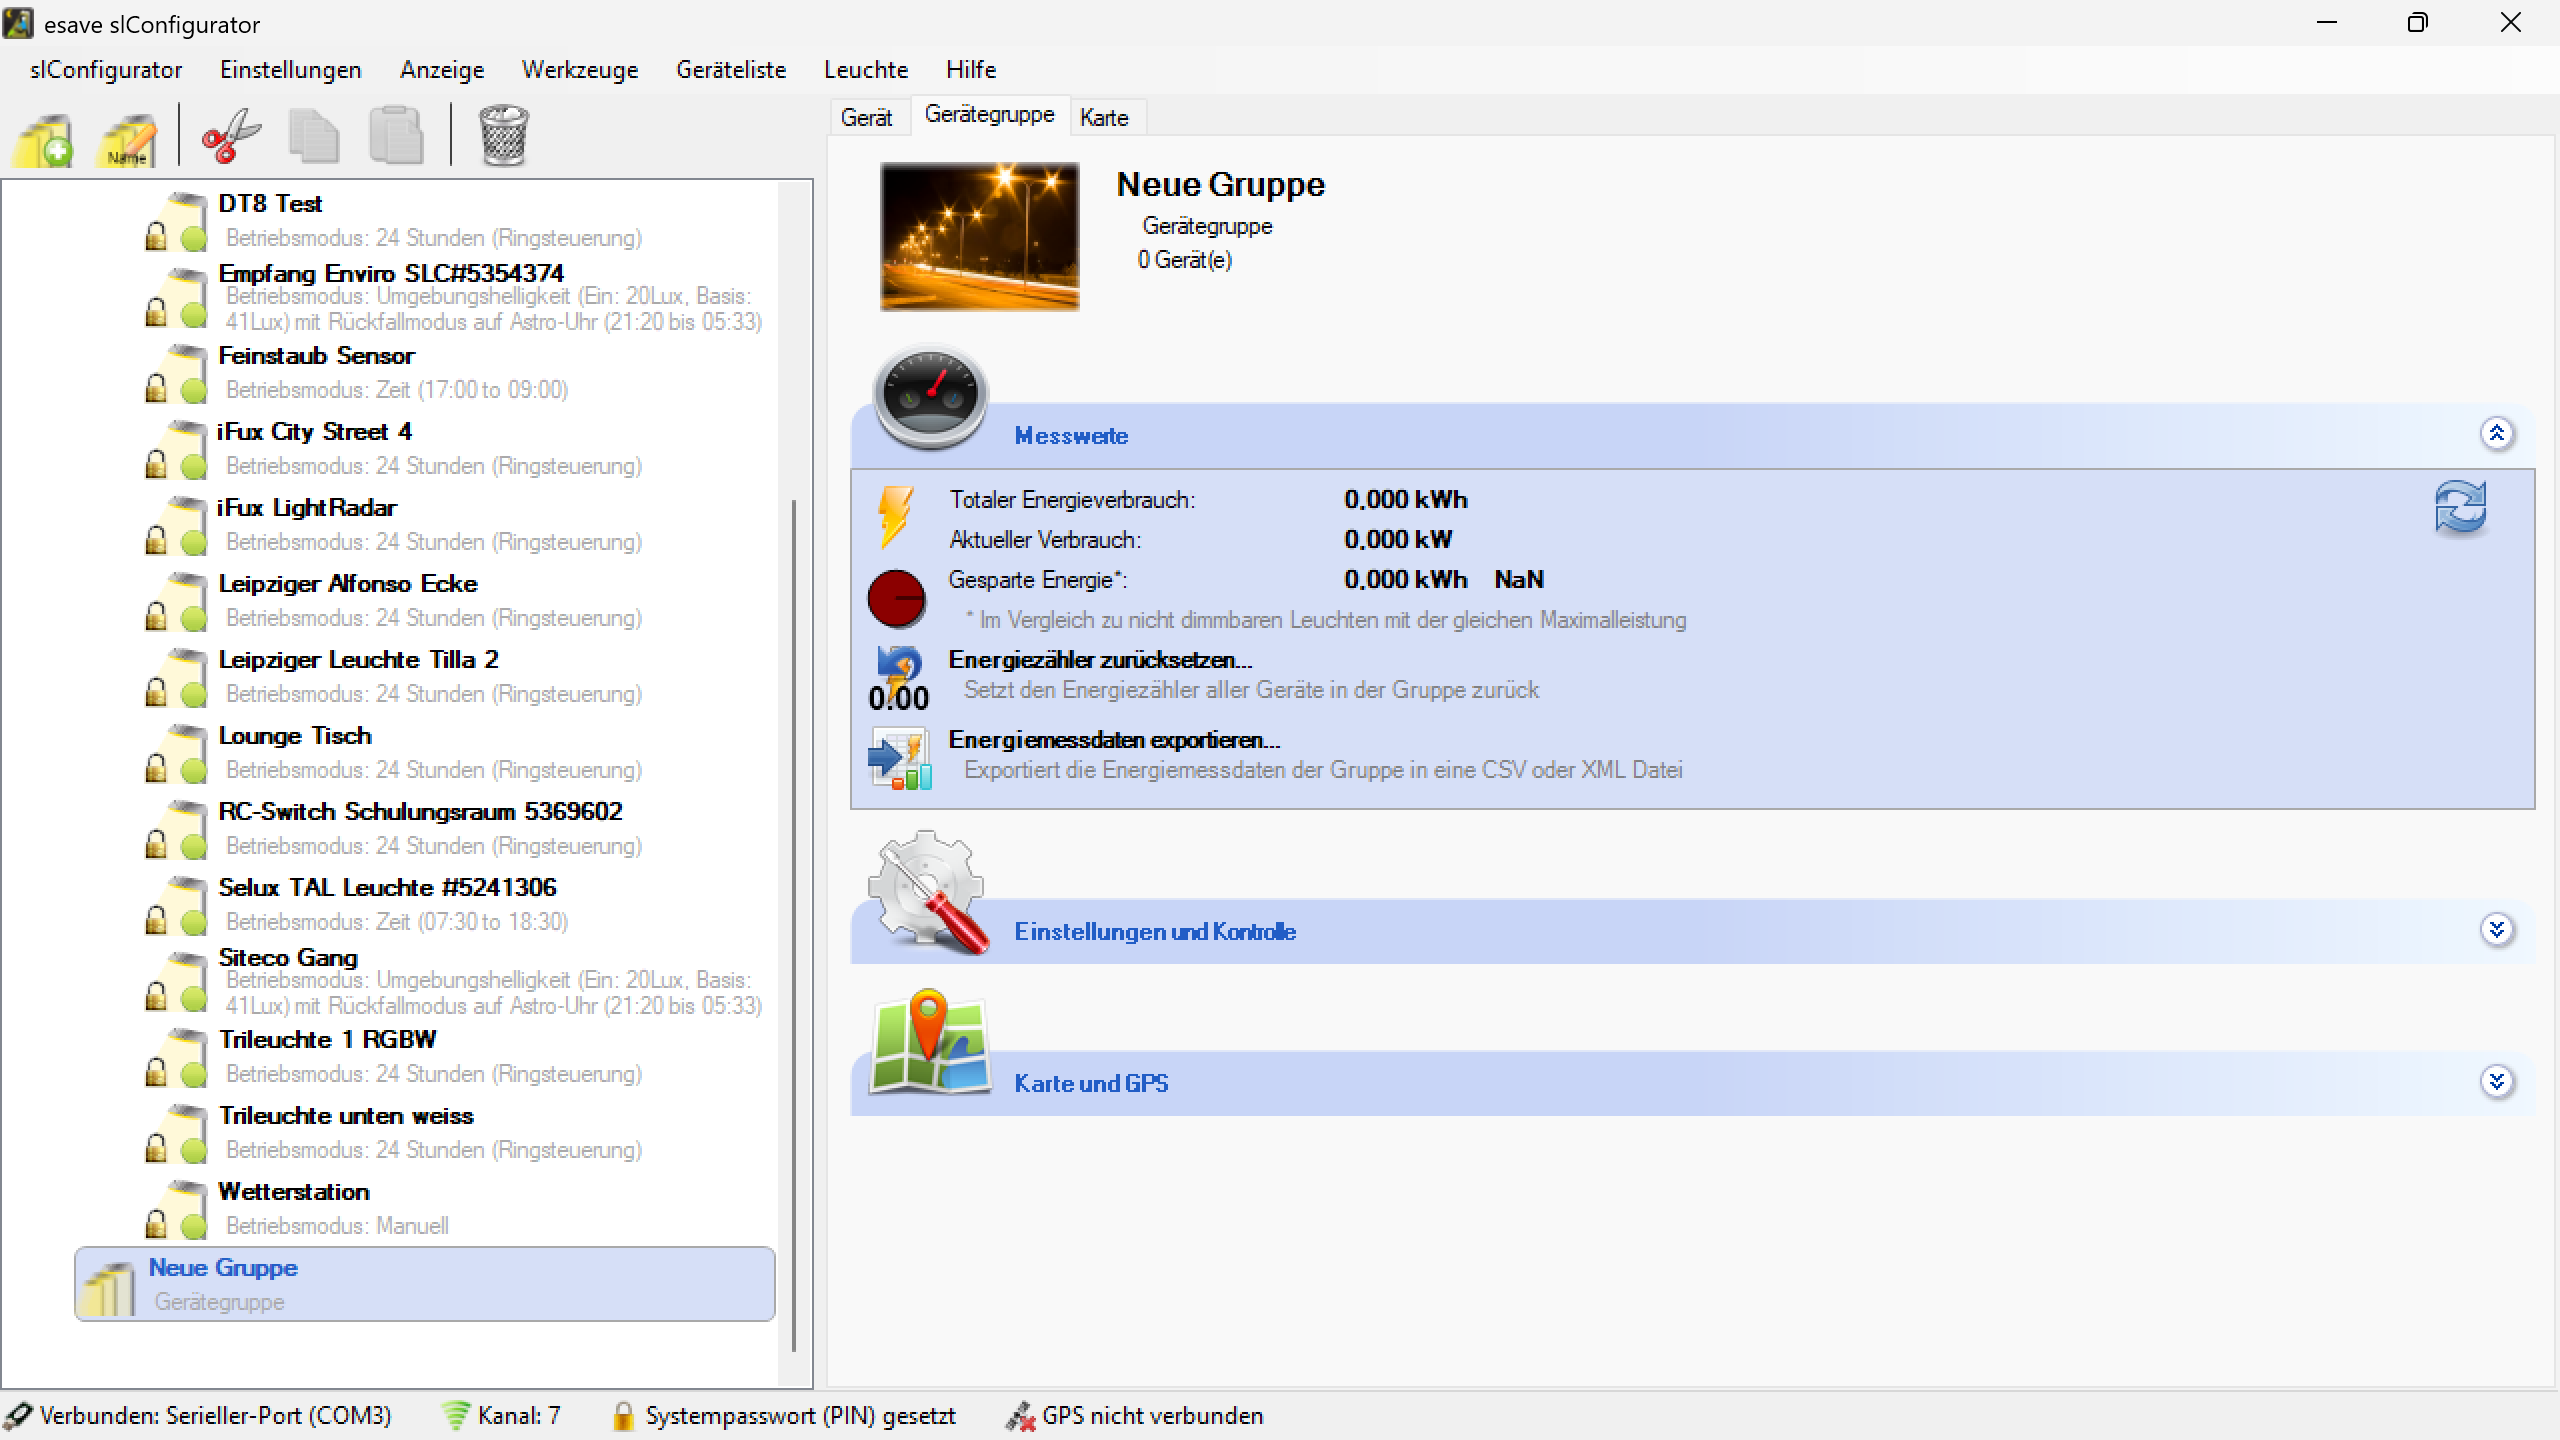 esave slConfigurator
slConfigurator Einstellungen Anzeige Werkzeuge Geräteliste Leuchte Hilfe
Name
Gerät Gerätegruppe Karte
DT8 Test
Betriebsmodus: 24 Stunden (Ringsteuerung)
Empfang Enviro SLC#5354374
Betriebsmodus: Umgebungshelligkeit (Ein: 20Lux, Basis:
41Lux) mit Rückfallmodus auf Astro-Uhr (21:20 bis 05:33)
Feinstaub Sensor
Betriebsmodus: Zeit (17:00 to 09:00)
iFux City Street 4
Betriebsmodus: 24 Stunden (Ringsteuerung)
iFux LightRadar
Betriebsmodus: 24 Stunden (Ringsteuerung)
Leipziger Alfonso Ecke
Betriebsmodus: 24 Stunden (Ringsteuerung)
Leipziger Leuchte Tilla 2
Betriebsmodus: 24 Stunden (Ringsteuerung)
Lounge Tisch
Betriebsmodus: 24 Stunden (Ringsteuerung)
RC-Switch Schulungsraum 5369602
Betriebsmodus: 24 Stunden (Ringsteuerung)
Selux TAL Leuchte #5241306
Betriebsmodus: Zeit (07:30 to 18:30)
Siteco Gang
Betriebsmodus: Umgebungshelligkeit (Ein: 20Lux, Basis:
41Lux) mit Rückfallmodus auf Astro-Uhr (21:20 bis 05:33)
Trileuchte 1 RGBW
Betriebsmodus: 24 Stunden (Ringsteuerung)
Trileuchte unten weiss
Betriebsmodus: 24 Stunden (Ringsteuerung)
Wetterstation
Betriebsmodus: Manuell
Neue Gruppe
Gerätegruppe
Neue Gruppe
Gerätegruppe
0 Gerät(e)
Messwerte
Totaler Energieverbrauch: 0,000 kWh
Aktueller Verbrauch: 0,000 kW
Gesparte Energie*: 0,000 kWh NaN
* Im Vergleich zu nicht dimmbaren Leuchten mit der gleichen Maximalleistung
Energiezähler zurücksetzen...
0.00 Setzt den Energiezähler aller Geräte in der Gruppe zurück
Energiemessdaten exportieren...
Exportiert die Energiemessdaten der Gruppe in eine CSV oder XML Datei
Einstellungen und Kontrolle
Karte und GPS
Verbunden: Serieller-Port (COM3) Kanal: 7 Systempasswort (PIN) gesetzt GPS nicht verbunden